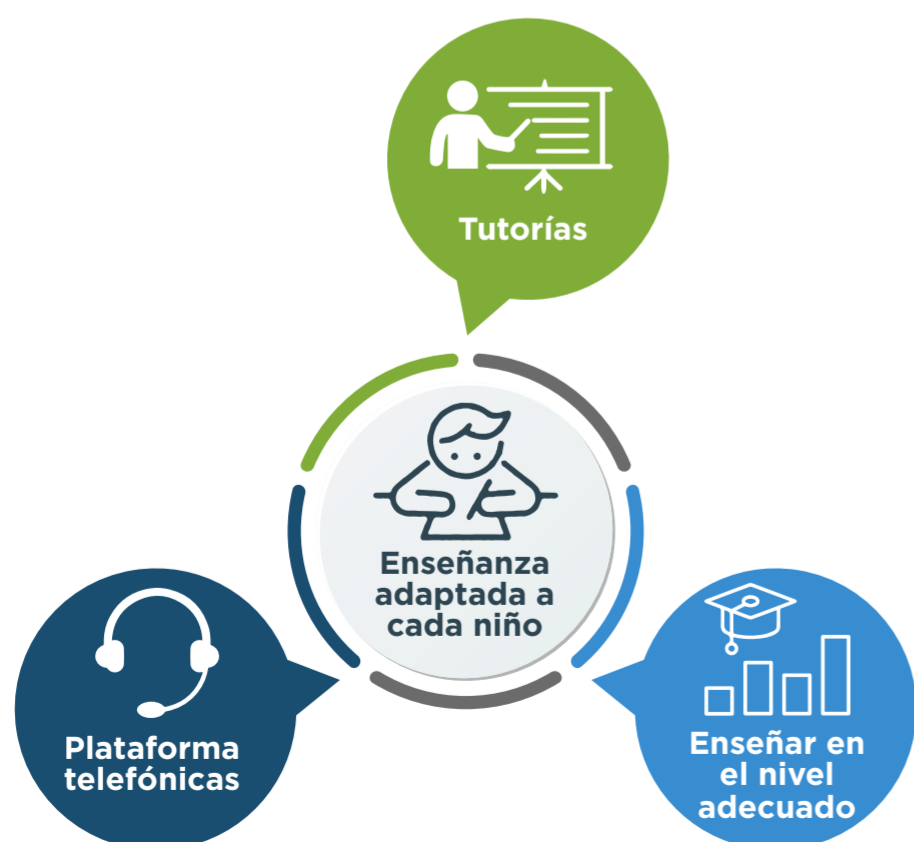 Tutorías
Enseñanza
adaptada a
cada niño
Plataforma
telefónicas
Enseñar en
el nivel
adecuado